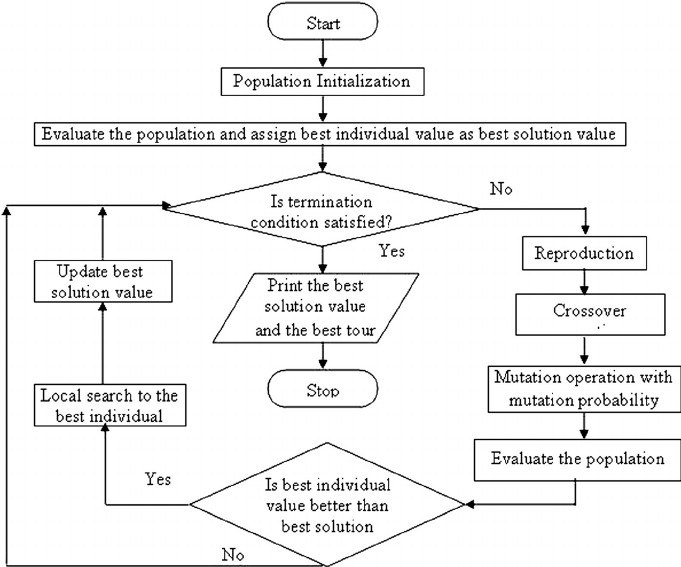 Start
Population Initialization
Evaluate the population and assign best individual value as best solution value
Is termination
condition satisfied?
No
Yes
Reproduction
Crossover
Mutation operation with
mutation probability
Evaluate the population
Print the best
solution value
and the best tour
Stop
Update best
solution value
Local search to the
best individual
Is best individual
value better than
best solution
Yes
No